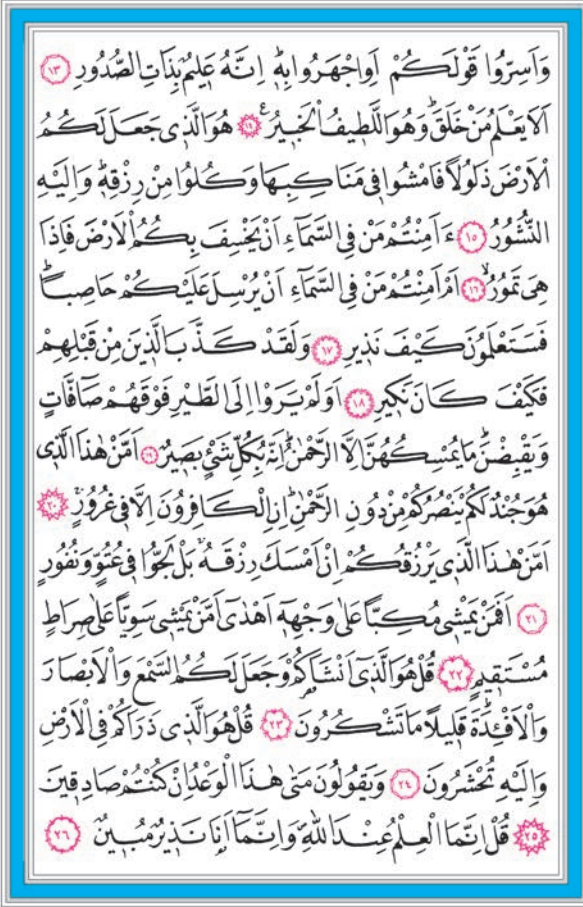 وَاَسِرُّوا قَوْلَكُمْ اَوِاجْهَرُوا بِهٖۜ اِنَّهُ عَلِيمٌ بِذَاتِ الصُّدُورِ ﴿١٣﴾
اَلَا يَعْلَمُ مَنْ خَلَقَۜ وَهُوَ اللَّطِيفُ الْخَبِيرُ۟ ﴿١٤﴾ هُوَ الَّذِى جَعَلَ لَكُمُ
الْاَرْضَ ذَلُولًا فَامْشُوا فِى مَنَاكِبِهَا وَكُلُوا مِنْ رِزْقِهٖۜ وَاِلَيْهِ
النُّشُورُ ﴿١٥﴾ ءَاَمِنْتُمْ مَنْ فِى السَّمَٓاءِ اَنْ يَخْسِفَ بِكُمُ الْاَرْضَ فَاِذَا
هِىَ تَمُورُۙ ﴿١٦﴾ اَمْ اَمِنْتُمْ مَنْ فِى السَّمَٓاءِ اَنْ يُرْسِلَ عَلَيْكُمْ حَاصِبًاۜ
فَسَتَعْلَمُونَ كَيْفَ نَذِيرِ ﴿١٧﴾ وَلَقَدْ كَذَّبَ الَّذِينَ مِنْ قَبْلِهِمْ
فَكَيْفَ كَانَ نَكِيرِ ﴿١٨﴾ اَوَلَمْ يَرَوْا اِلَى الطَّيْرِ فَوْقَهُمْ صَٓافَّاتٍ
وَيَقْبِضْنَۜ مَا يُمْسِكُهُنَّ اِلَّا الرَّحْمٰنُۜ اِنَّهُ بِكُلِّ شَىْءٍ بَصِيرٌ ﴿١٩﴾ اَمَّنْ هٰذَا الَّذِى
هُوَ جُنْدٌ لَكُمْ يَنْصُرُكُمْ مِنْ دُونِ الرَّحْمٰنِۜ اِنِ الْكَافِرُونَ اِلَّا فِى غُرُورٍۚ ﴿٢٠﴾
اَمَّنْ هٰذَا الَّذِى يَرْزُقُكُمْ اِنْ اَمْسَكَ رِزْقَهُۚ بَلْ لَجُّوا فِى عُتُوٍّ وَنُفُورٍ
﴿٢١﴾ اَفَمَنْ يَمْشِى مُكِبًّا عَلٰى وَجْهِهٖٓ اَهْدٰٓى اَمَّنْ يَمْشِى سَوِيًّا عَلٰى صِرَاطٍ
مُسْتَقِيمٍ ﴿٢٢﴾ قُلْ هُوَ الَّذِٓى اَنْشَاَكُمْ وَجَعَلَ لَكُمُ السَّمْعَ وَالْاَبْصَارَ
وَالْاَفْـِٔدَةَۜ قَلِيلًا مَا تَشْكُرُونَ ﴿٢٣﴾ قُلْ هُوَ الَّذِى ذَرَاَكُمْ فِى الْاَرْضِ
وَاِلَيْهِ تُحْشَرُونَ ﴿٢٤﴾ وَيَقُولُونَ مَتٰى هٰذَا الْوَعْدُ اِنْ كُنْتُمْ صَادِقِينَ
﴿٢٥﴾ قُلْ اِنَّمَا الْعِلْمُ عِنْدَ اللّٰهِۖ وَاِنَّمَٓا اَنَا نَذِيرٌ مُبِينٌ ﴿٢٦﴾